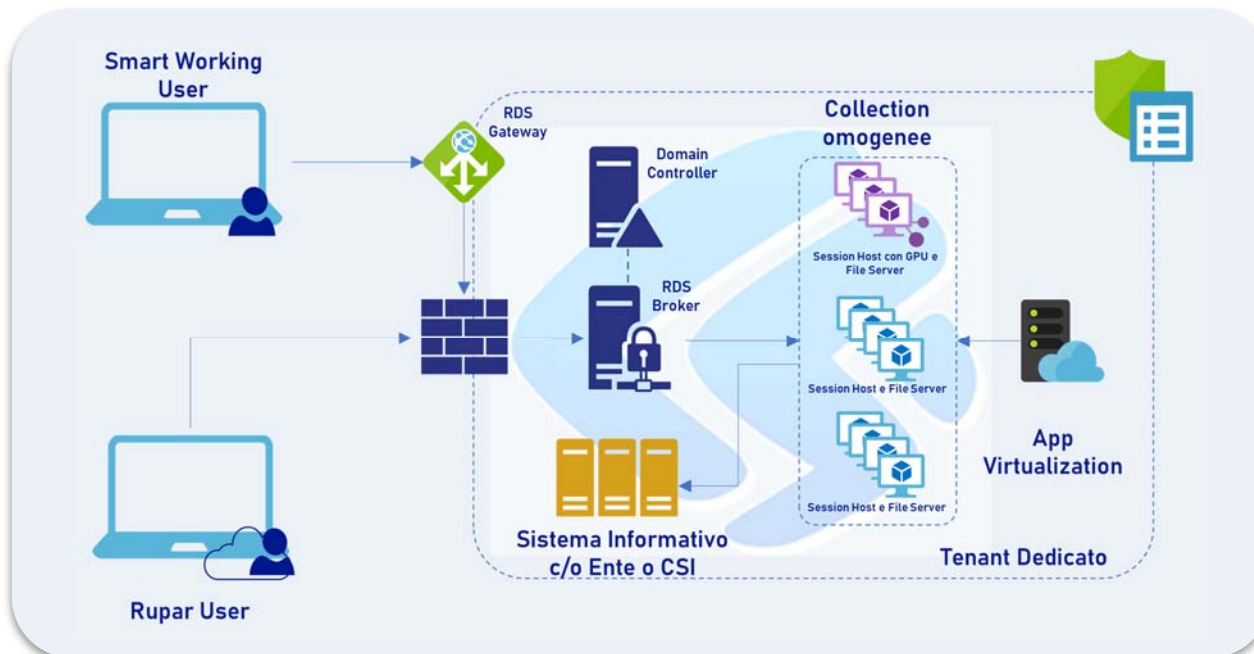 Smart Working
User
RDS
Gateway
Domain
Controller
Collection
omogenee
Session Host con GPU e
File Server
RDS
Broker
Session Host e File Server
App
Virtualization
Session Host e File Server
Sistema Informativo
c/o Ente o CSI
Tenant Dedicato
Rupar User